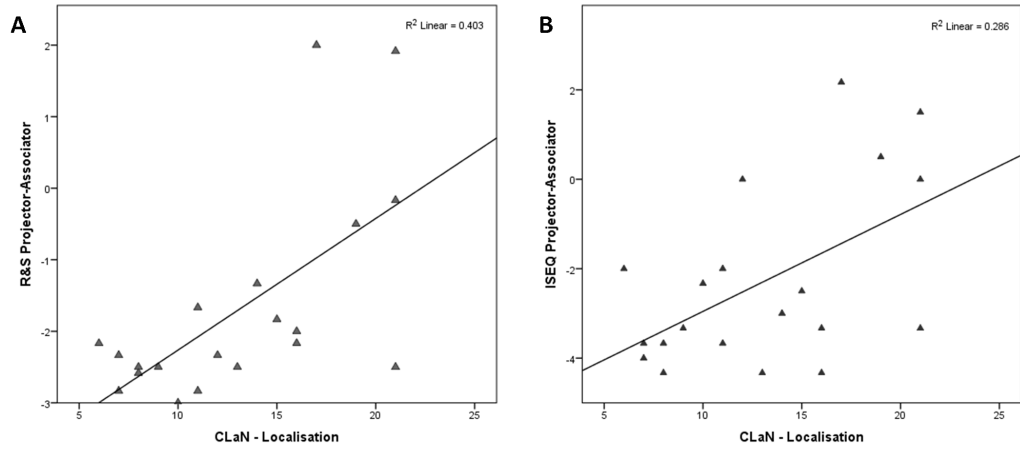 A
R² Linear = 0.403
R&S Projector-Associator
2
1
0
-1
-2
-3
5 10 15 20 25
CLaN - Localisation
B
R² Linear = 0.286
ISEQ Projector-Associator
2
0
-2
-4
5 10 15 20 25
CLaN - Localisation